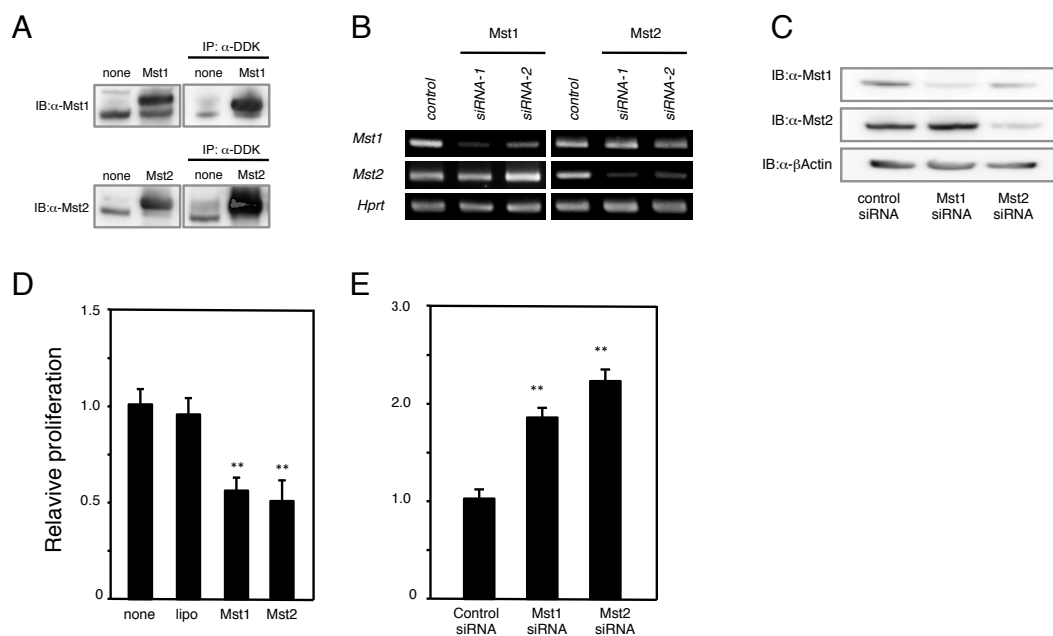 A
IP: α-DDK
none Mst1 none Mst1
IB:α-Mst1
IP: α-DDK
none Mst2 none Mst2
IB:α-Mst2
B
Mst1 Mst2
control siRNA-1 siRNA-2 control siRNA-1 siRNA-2
Mst1
Mst2
Hprt
C
IB:α-Mst1
IB:α-Mst2
IB:α-βActin
control siRNA Mst1 siRNA Mst2 siRNA
D
Relavive proliferation
1.5
1.0
0.5
0
** **
none lipo Mst1 Mst2
E
3.0
2.0
1.0
0
** **
Control siRNA Mst1 siRNA Mst2 siRNA